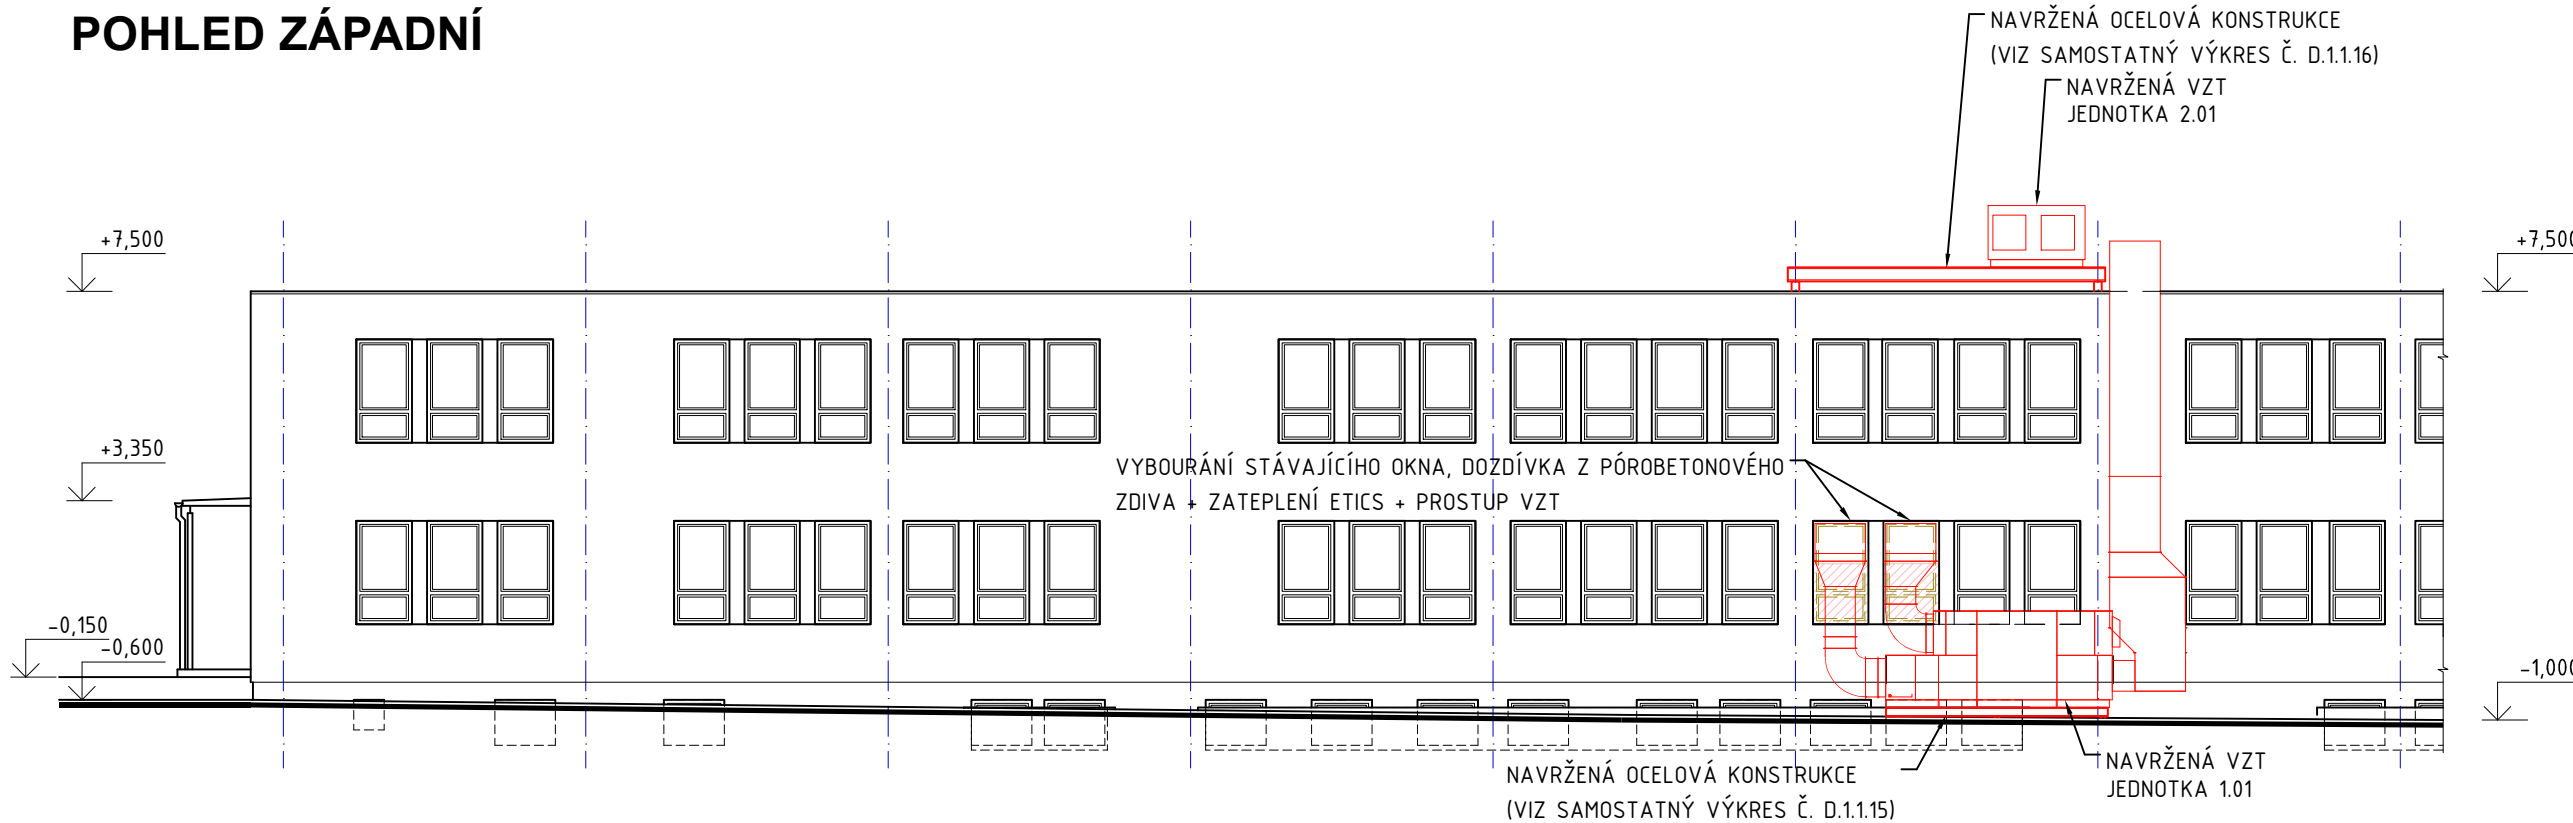 POHLED ZÁPADNÍ
NAVRŽENÁ OCELOVÁ KONSTRUKCE
(VIZ SAMOSTATNÝ VÝKRES Č. D.1.1.16)
NAVRŽENÁ VZT
JEDNOTKA 2.01
+7,500
+7,500
+3,350
VYBOURÁNÍ STÁVAJÍCÍHO OKNA, DOZDÍVKA Z PÓROBETONOVÉHO
ZDIVA + ZATEPLENÍ ETICS + PROSTUP VZT
-0,150
-0,600
-1,000
NAVRŽENÁ OCELOVÁ KONSTRUKCE
(VIZ SAMOSTATNÝ VÝKRES Č. D.1.1.15)
NAVRŽENÁ VZT
JEDNOTKA 1.01